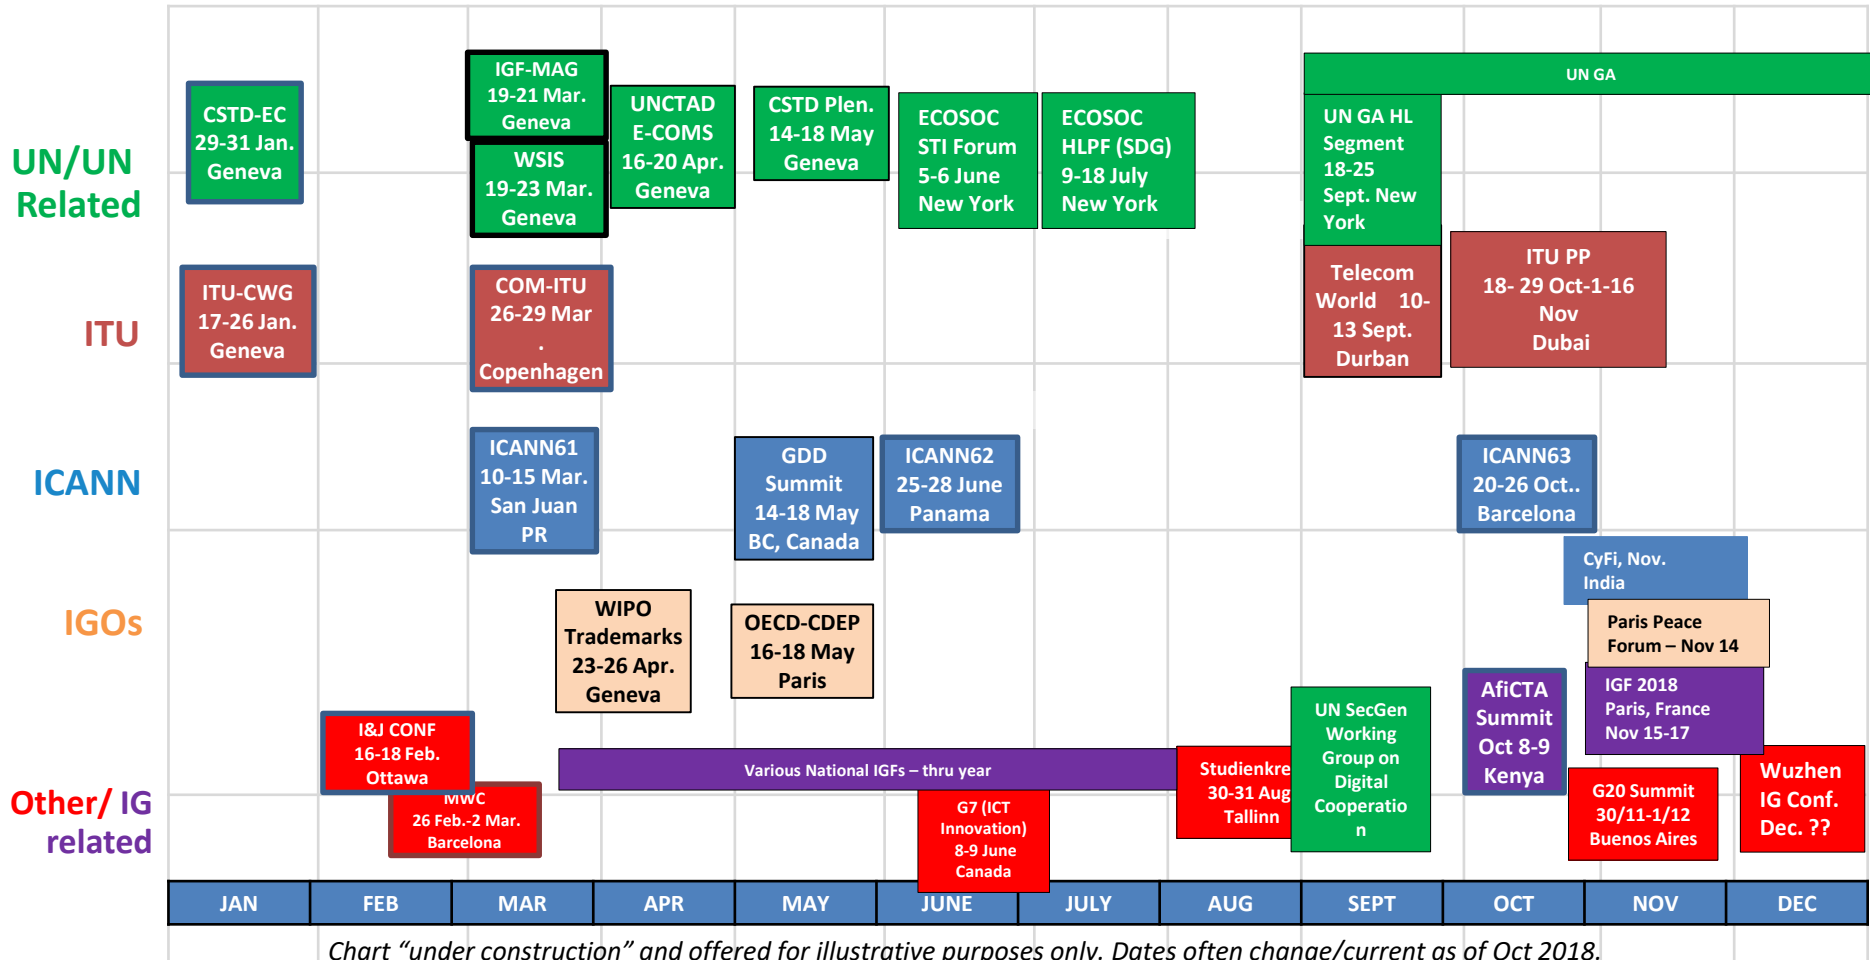 UN/UN
Related
CSTD-EC
29-31 Jan.
Geneva
IGF-MAG
19-21 Mar.
Geneva
WSIS
19-23 Mar.
Geneva
UNCTAD
E-COMS
16-20 Apr.
Geneva
CSTD Plen.
14-18 May
Geneva
ECOSOC
STI Forum
5-6 June
New York
ECOSOC
HLPF (SDG)
9-18 July
New York
UN GA
UN GA HL
Segment
18-25
Sept. New
York
ITU
ITU-CWG
17-26 Jan.
Geneva
COM-ITU
26-29 Mar
.
Copenhagen
Telecom
World 10-
13 Sept.
Durban
ITU PP
18- 29 Oct-1-16
Nov
Dubai
ICANN
ICANN61
10-15 Mar.
San Juan
PR
GDD
Summit
14-18 May
BC, Canada
ICANN62
25-28 June
Panama
ICANN63
20-26 Oct..
Barcelona
CyFi, Nov.
India
IGOs
WIPO
Trademarks
23-26 Apr.
Geneva
OECD-CDEP
16-18 May
Paris
Paris Peace
Forum – Nov 14
Other/ IG
related
I&J CONF
16-18 Feb.
Ottawa
MWC
26 Feb.-2 Mar.
Barcelona
Various National IGFs – thru year
G7 (ICT
Innovation)
8-9 June
Canada
Studienkre
30-31 Aug
Tallinn
UN SecGen
Working
Group on
Digital
Cooperatio
n
AfiCTA
Summit
Oct 8-9
Kenya
IGF 2018
Paris, France
Nov 15-17
G20 Summit
30/11-1/12
Buenos Aires
Wuzhen
IG Conf.
Dec. ??
JAN FEB MAR APR MAY JUNE JULY AUG SEPT OCT NOV DEC
Chart “under construction” and offered for illustrative purposes only. Dates often change/current as of Oct 2018.